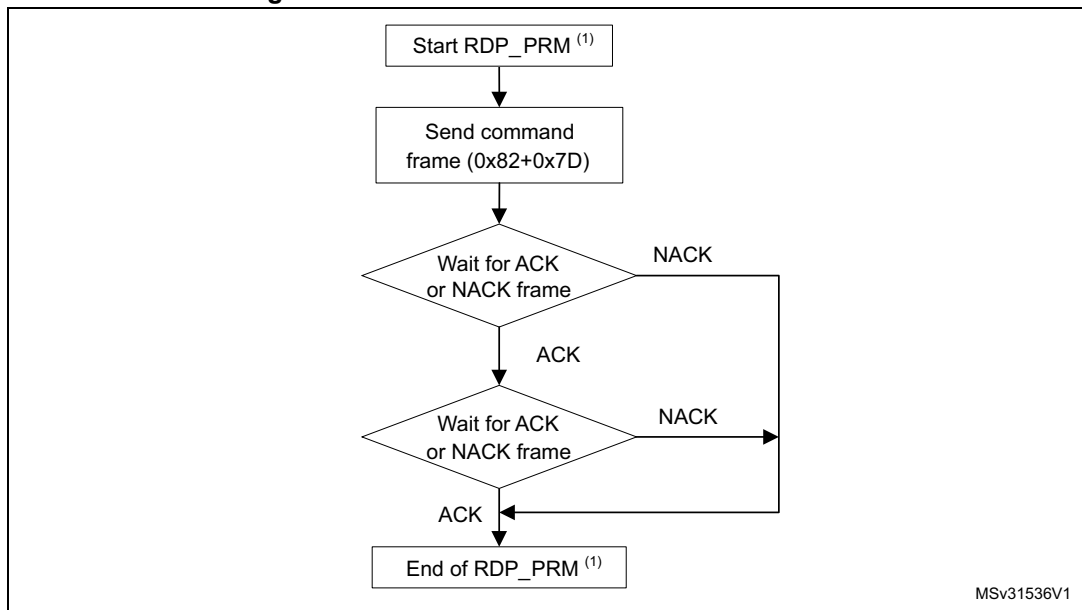 Start RDP_PRM (1)
Send command
frame (0x82+0x7D)
Wait for ACK
or NACK frame
NACK
ACK
Wait for ACK
or NACK frame
NACK
ACK
End of RDP_PRM (1)
MSv31536V1